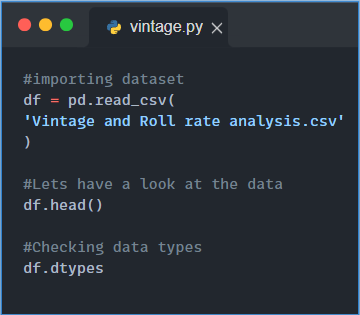 vintage.py
#importing dataset
df = pd.read_csv(
'Vintage and Roll rate analysis.csv'
)
#Lets have a look at the data
df.head()
#Checking data types
df.dtypes